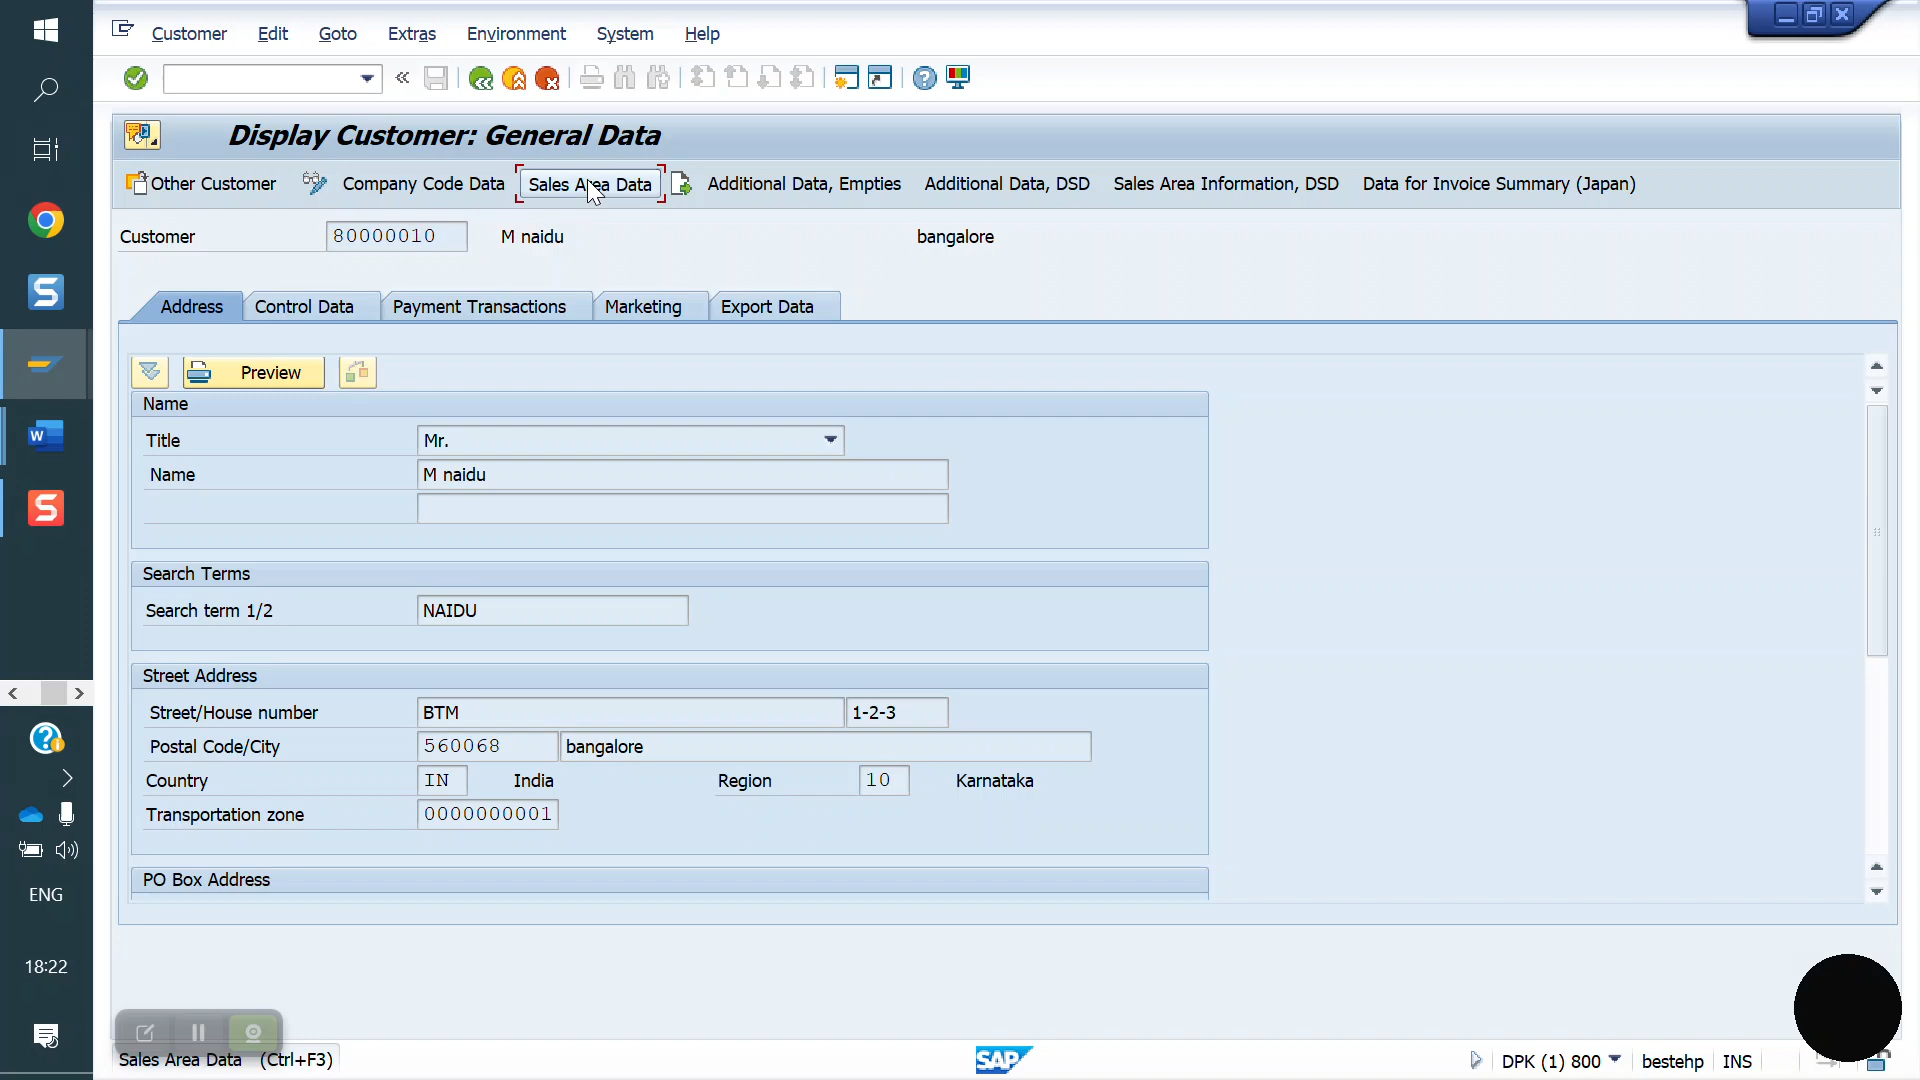 Customer Edit Goto Extras Environment System Help
Display Customer: General Data
Other Customer Company Code Data Sales Area Data Additional Data, Empties Additional Data, DSD Sales Area Information, DSD Data for Invoice Summary (Japan)
Customer 80000010 M naidu bangalore
Address Control Data Payment Transactions Marketing Export Data
Preview
Name
Title Mr.
Name M naidu
Search Terms
Search term 1/2 NAIDU
Street Address
Street/House number BTM 1-2-3
Postal Code/City 560068 bangalore
Country IN India Region 10 Karnataka
Transportation zone 0000000001
PO Box Address
ENG
18:22
Sales Area Data (Ctrl+F3)
SAP
DPK (1) 800 bestehp INS